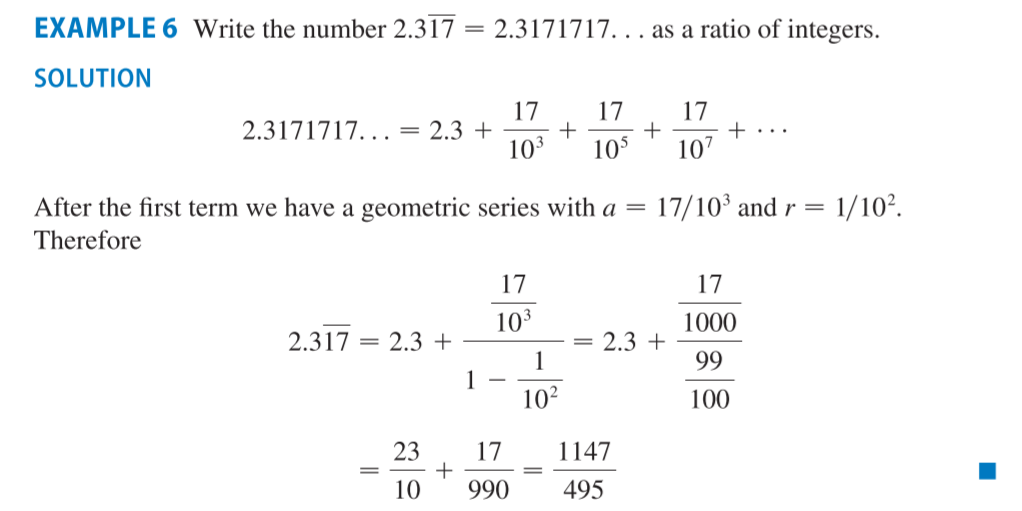 EXAMPLE 6 Write the number 2.3\overline{17} = 2.3171717. . . as a ratio of integers.
SOLUTION
2.3171717. . . = 2.3 + \frac{17}{10^3} + \frac{17}{10^5} + \frac{17}{10^7} + \cdots
After the first term we have a geometric series with a = 17/10³ and r = 1/10².
Therefore
2.3\overline{17} = 2.3 + \frac{\frac{17}{10^3}}{1 - \frac{1}{10^2}} = 2.3 + \frac{\frac{17}{1000}}{\frac{99}{100}}
= \frac{23}{10} + \frac{17}{990} = \frac{1147}{495}